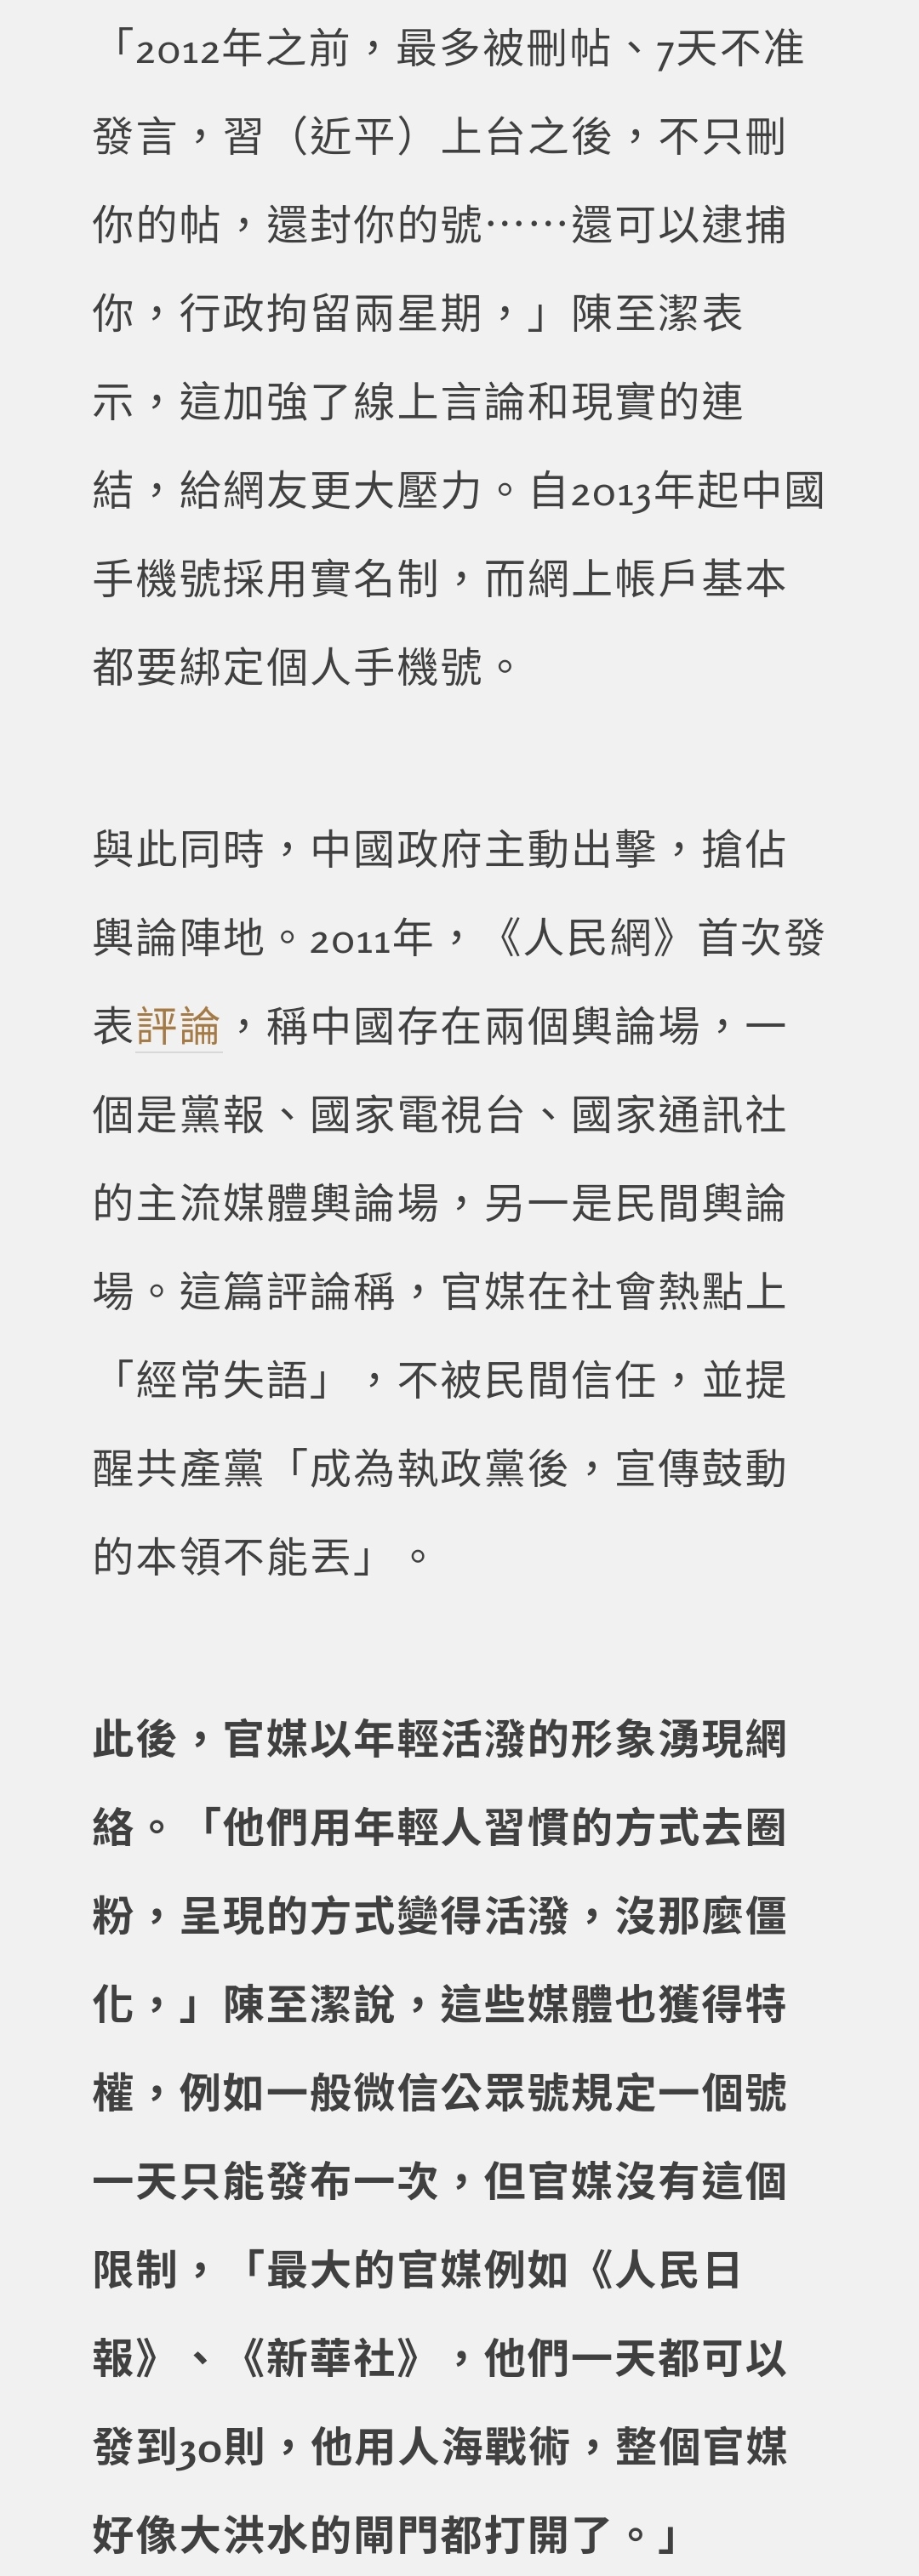 「2012年之前，最多被刪帖、7天不准
發言，習（近平）上台之後，不只刪
你的帖，還封你的號⋯⋯還可以逮捕
你，行政拘留兩星期，」陳至潔表
示，這加強了線上言論和現實的連
結，給網友更大壓力。自2013年起中國
手機號採用實名制，而網上帳戶基本
都要綁定個人手機號。
與此同時，中國政府主動出擊，搶佔
輿論陣地。2011年，《人民網》首次發
表評論，稱中國存在兩個輿論場，一
個是黨報、國家電視台、國家通訊社
的主流媒體輿論場，另一是民間輿論
場。這篇評論稱，官媒在社會熱點上
「經常失語」，不被民間信任，並提
醒共產黨「成為執政黨後，宣傳鼓動
的本領不能丟」。
此後，官媒以年輕活潑的形象湧現網
絡。「他們用年輕人習慣的方式去圈
粉，呈現的方式變得活潑，沒那麼僵
化，」陳至潔說，這些媒體也獲得特
權，例如一般微信公眾號規定一個號
一天只能發布一次，但官媒沒有這個
限制，「最大的官媒例如《人民日
報》、《新華社》，他們一天都可以
發到30則，他用人海戰術，整個官媒
好像大洪水的閘門都打開了。」